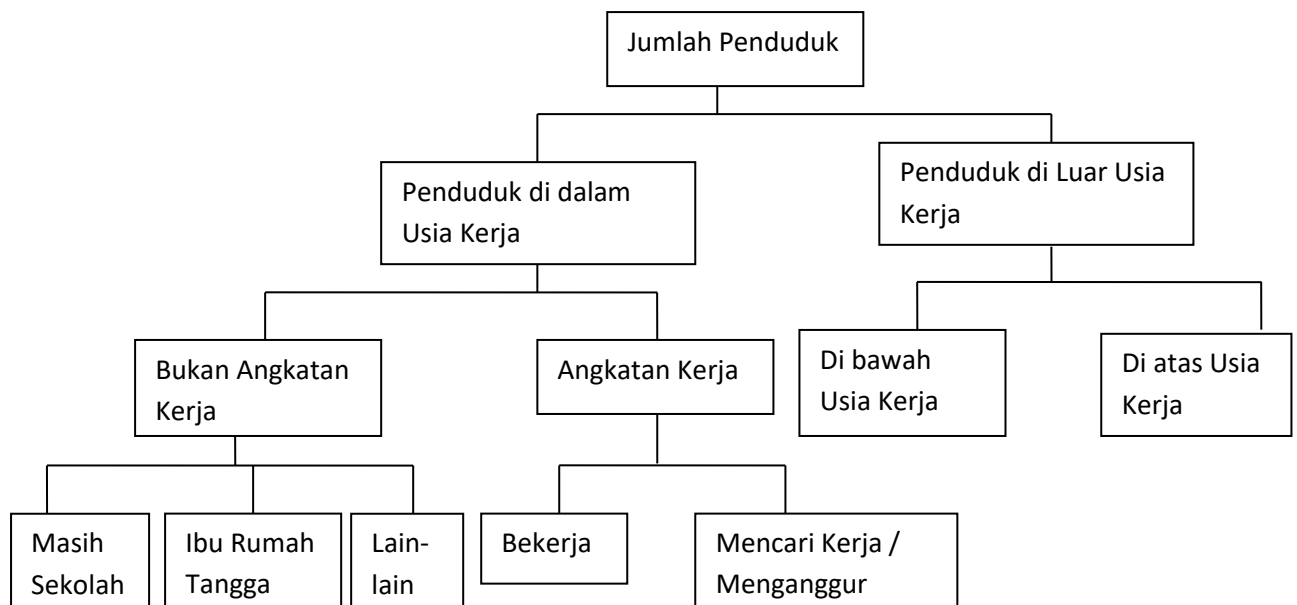 Jumlah Penduduk
Penduduk di dalam
Usia Kerja
Penduduk di Luar Usia
Kerja
Bukan Angkatan
Kerja
Angkatan Kerja
Di bawah
Usia Kerja
Di atas Usia
Kerja
Masih
Sekolah
Ibu Rumah
Tangga
Lain-
lain
Bekerja
Mencari Kerja /
Menganggur